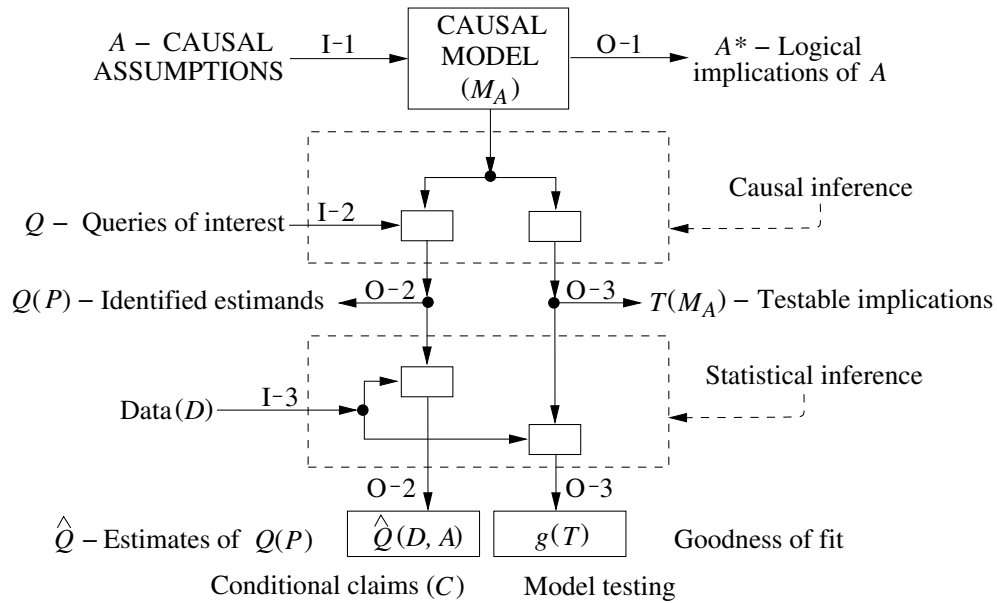 A – CAUSAL ASSUMPTIONS
I-1
CAUSAL
MODEL
(M_A)
O-1
A* – Logical
implications of A
Causal inference
Q – Queries of interest
I-2
Q(P) – Identified estimands
O-2
O-3
T(M_A) – Testable implications
Statistical inference
Data (D)
I-3
O-2
O-3
Q̂ – Estimates of Q(P)
Q̂(D, A)
g(T)
Goodness of fit
Conditional claims (C)
Model testing